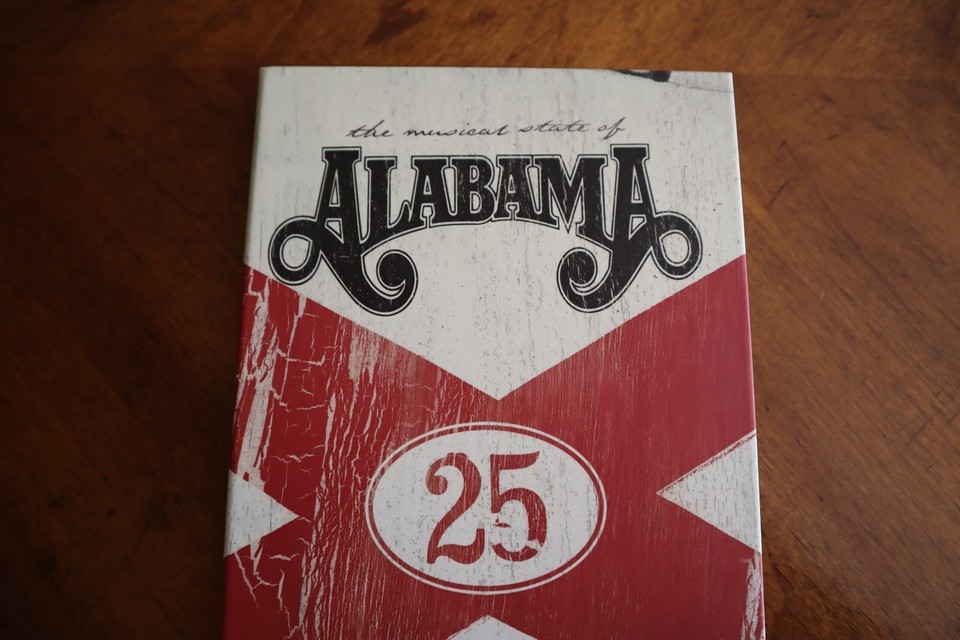 the musical state of
ALABAMA
25